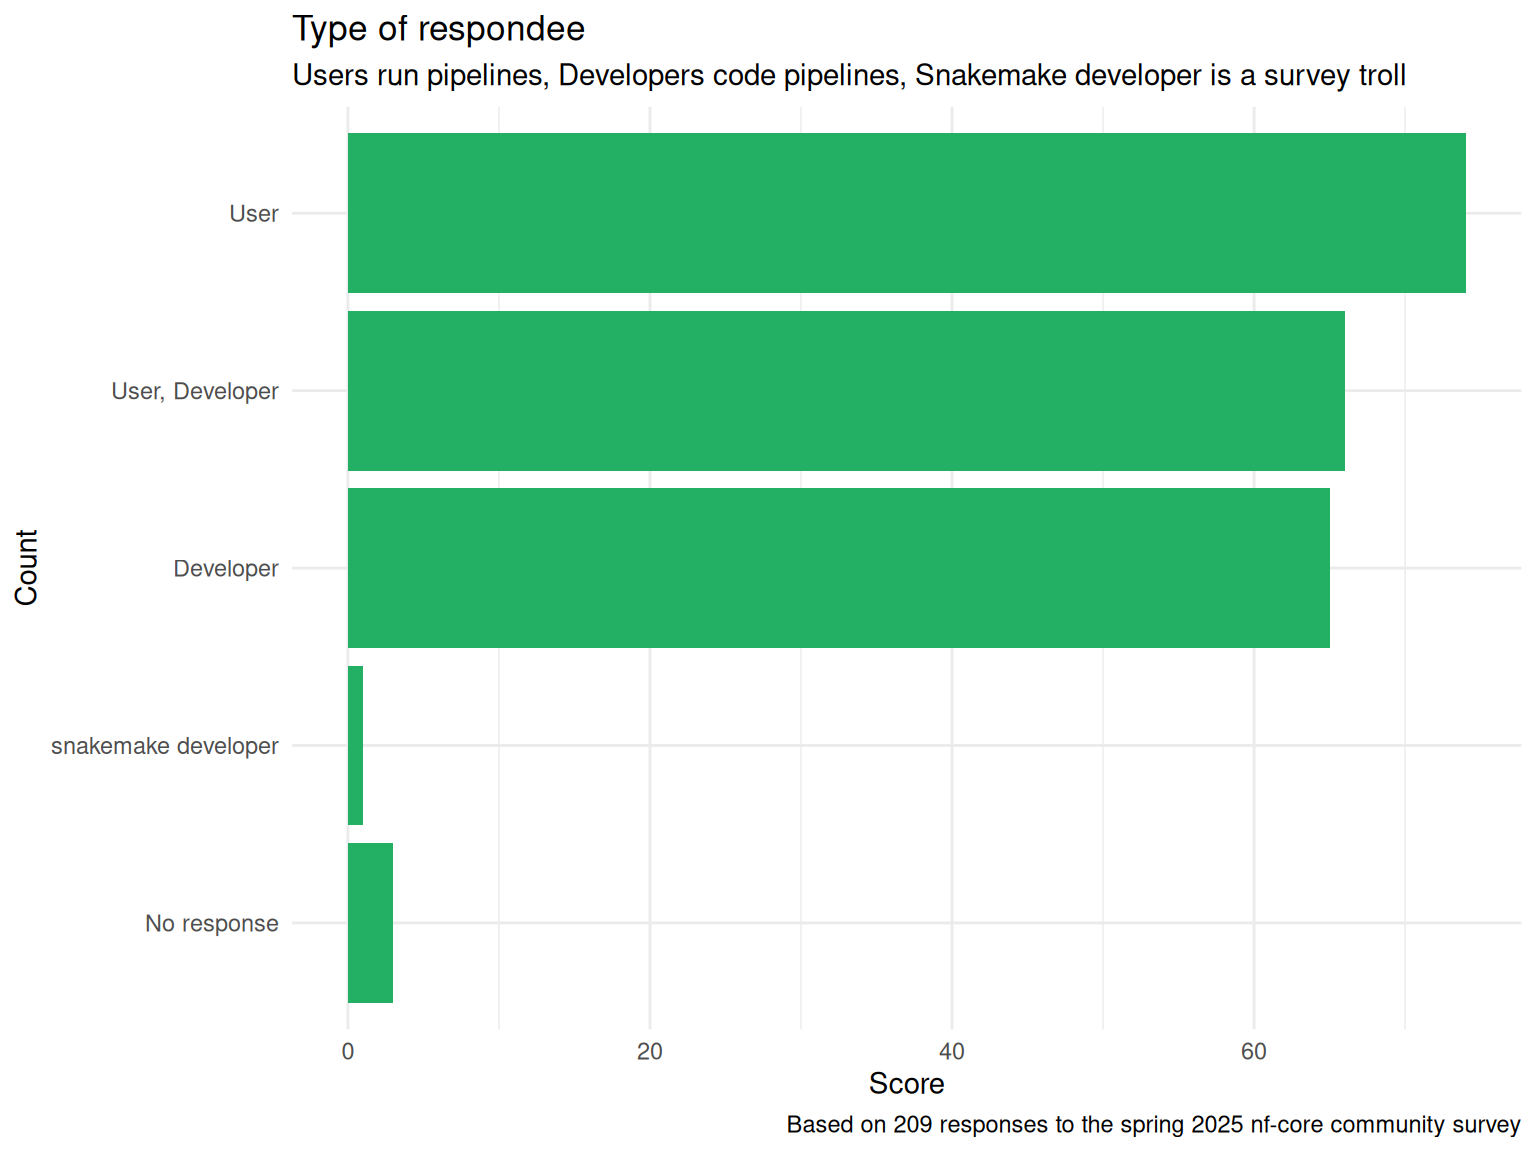 Type of respondee
Users run pipelines, Developers code pipelines, Snakemake developer is a survey troll
User
User, Developer
Developer
snakemake developer
No response
Count
0 20 40 60
Score
Based on 209 responses to the spring 2025 nf-core community survey